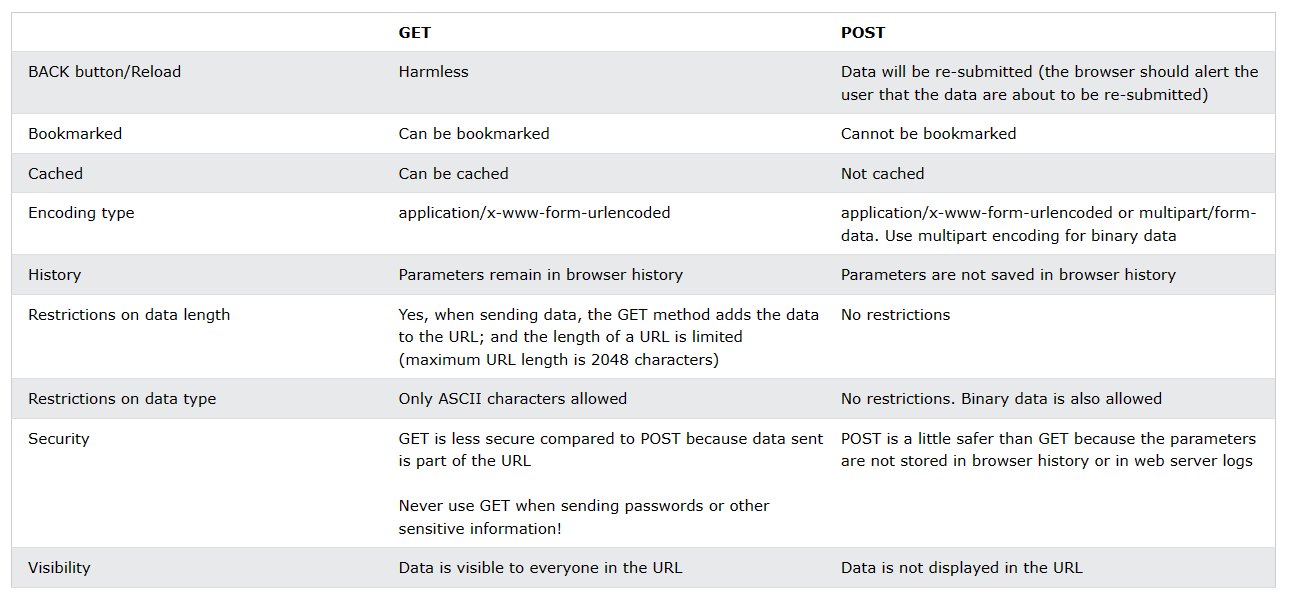 GET POST
BACK button/Reload Harmless Data will be re-submitted (the browser should alert the
user that the data are about to be re-submitted)
Bookmarked Can be bookmarked Cannot be bookmarked
Cached Can be cached Not cached
Encoding type application/x-www-form-urlencoded application/x-www-form-urlencoded or multipart/form-
data. Use multipart encoding for binary data
History Parameters remain in browser history Parameters are not saved in browser history
Restrictions on data length Yes, when sending data, the GET method adds the data No restrictions
to the URL; and the length of a URL is limited
(maximum URL length is 2048 characters)
Restrictions on data type Only ASCII characters allowed No restrictions. Binary data is also allowed
Security GET is less secure compared to POST because data sent POST is a little safer than GET because the parameters
is part of the URL are not stored in browser history or in web server logs
Never use GET when sending passwords or other
sensitive information!
Visibility Data is visible to everyone in the URL Data is not displayed in the URL